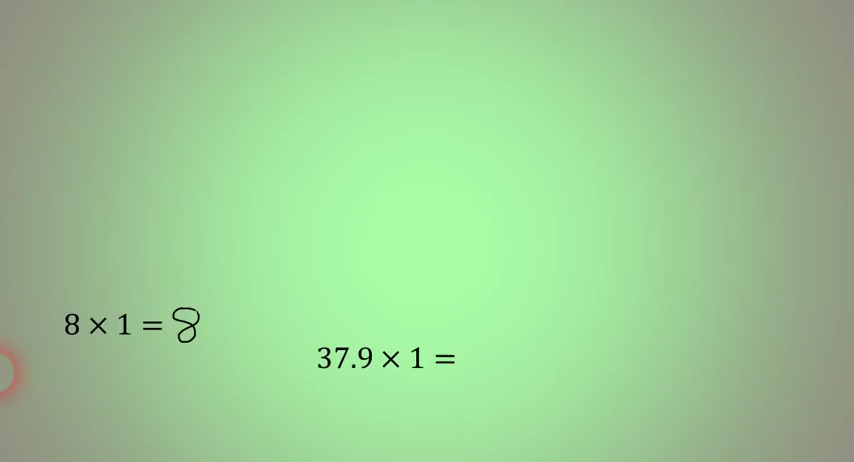 8 × 1 = 8
37.9 × 1 =